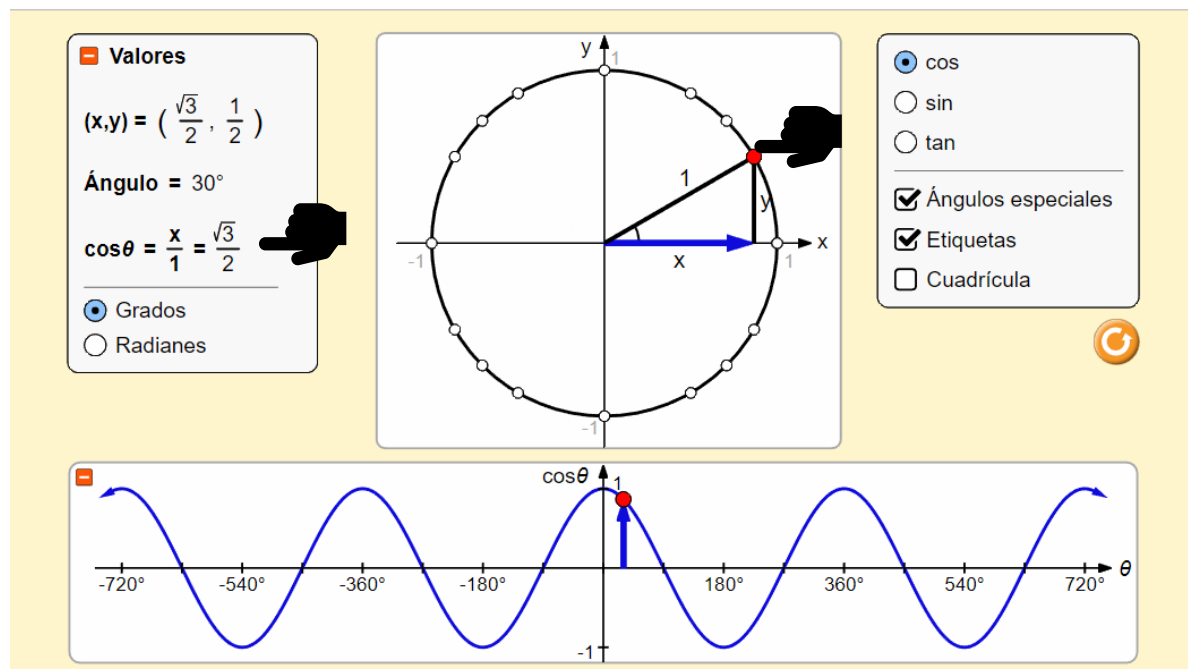 Valores
(x,y) = ( √3/2 , 1/2 )
Ángulo = 30°
cosθ = x/1 = √3/2
Grados
Radianes
y
1
1
y
x
-1
x
1
-1
cos
sin
tan
Ángulos especiales
Etiquetas
Cuadrícula
cosθ
1
-720° -540° -360° -180° 180° 360° 540° 720° θ
-1